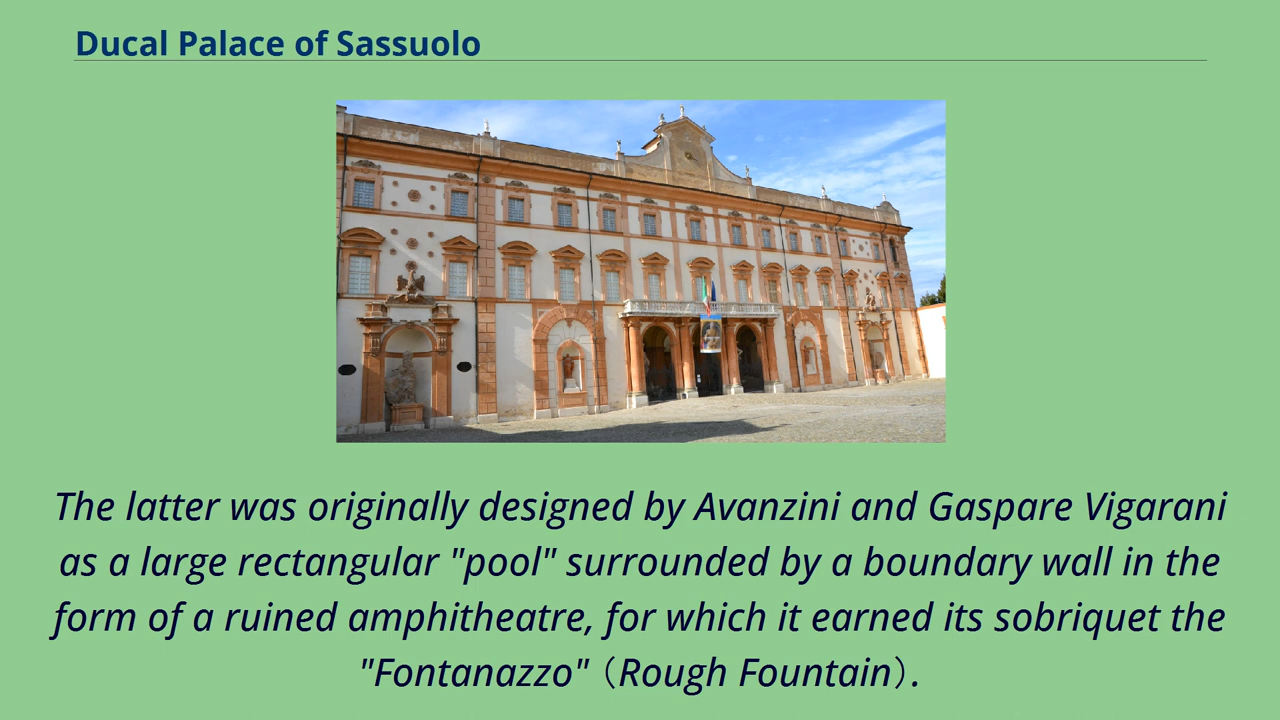 Ducal Palace of Sassuolo
The latter was originally designed by Avanzini and Gaspare Vigarani
as a large rectangular "pool" surrounded by a boundary wall in the
form of a ruined amphitheatre, for which it earned its sobriquet the
"Fontanazzo"（Rough Fountain）.